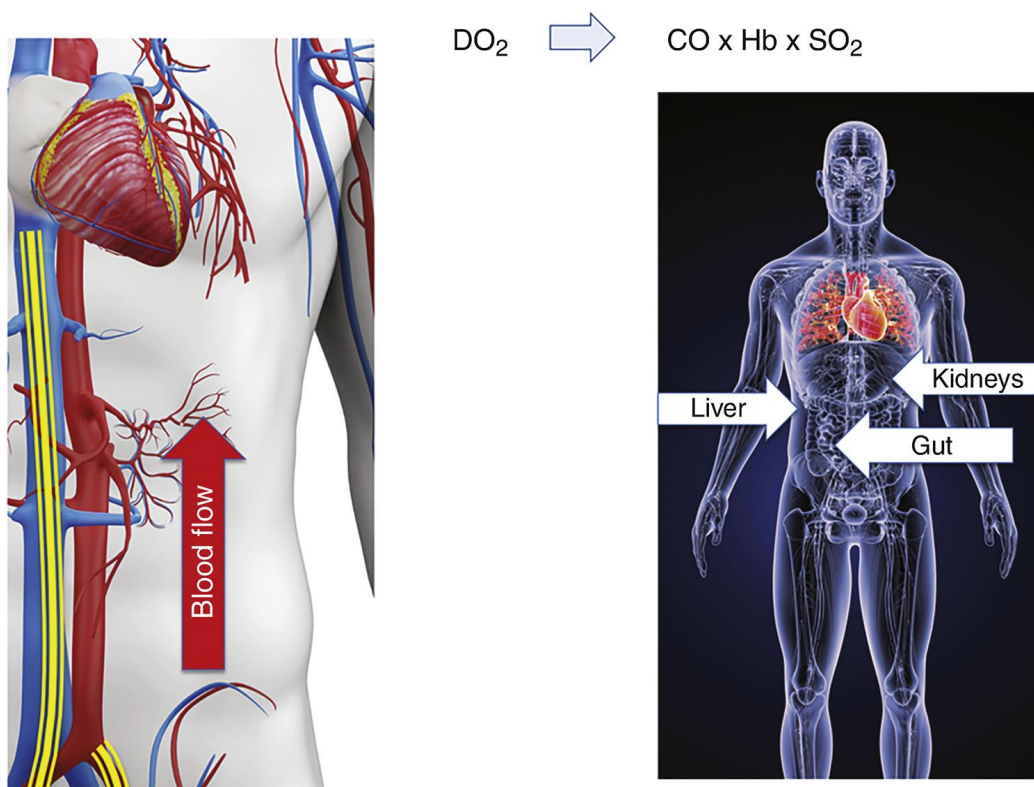 DO₂
CO x Hb x SO₂
Kidneys
Liver
Gut
Blood flow